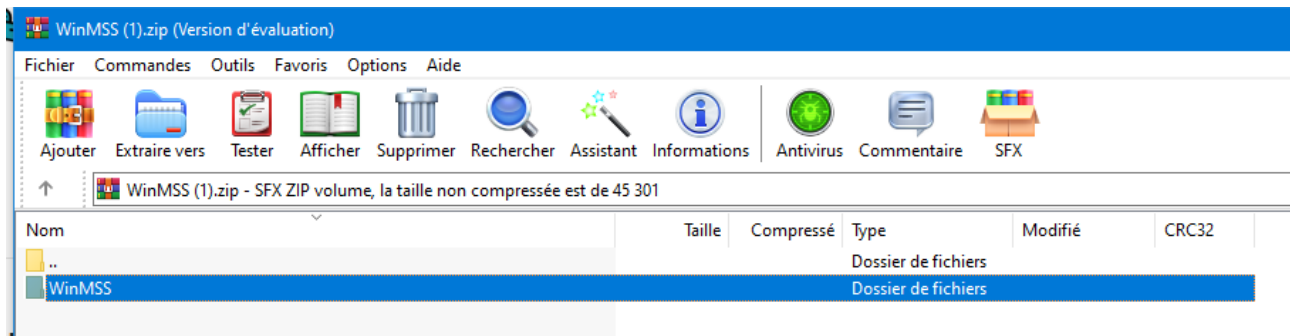 WinMSS (1).zip (Version d'évaluation)
Fichier Commandes Outils Favoris Options Aide
Ajouter Extraire vers Tester Afficher Supprimer Rechercher Assistant Informations Antivirus Commentaire SFX
WinMSS (1).zip - SFX ZIP volume, la taille non compressée est de 45 301
Nom Taille Compressé Type Modifié CRC32
.. Dossier de fichiers
WinMSS Dossier de fichiers